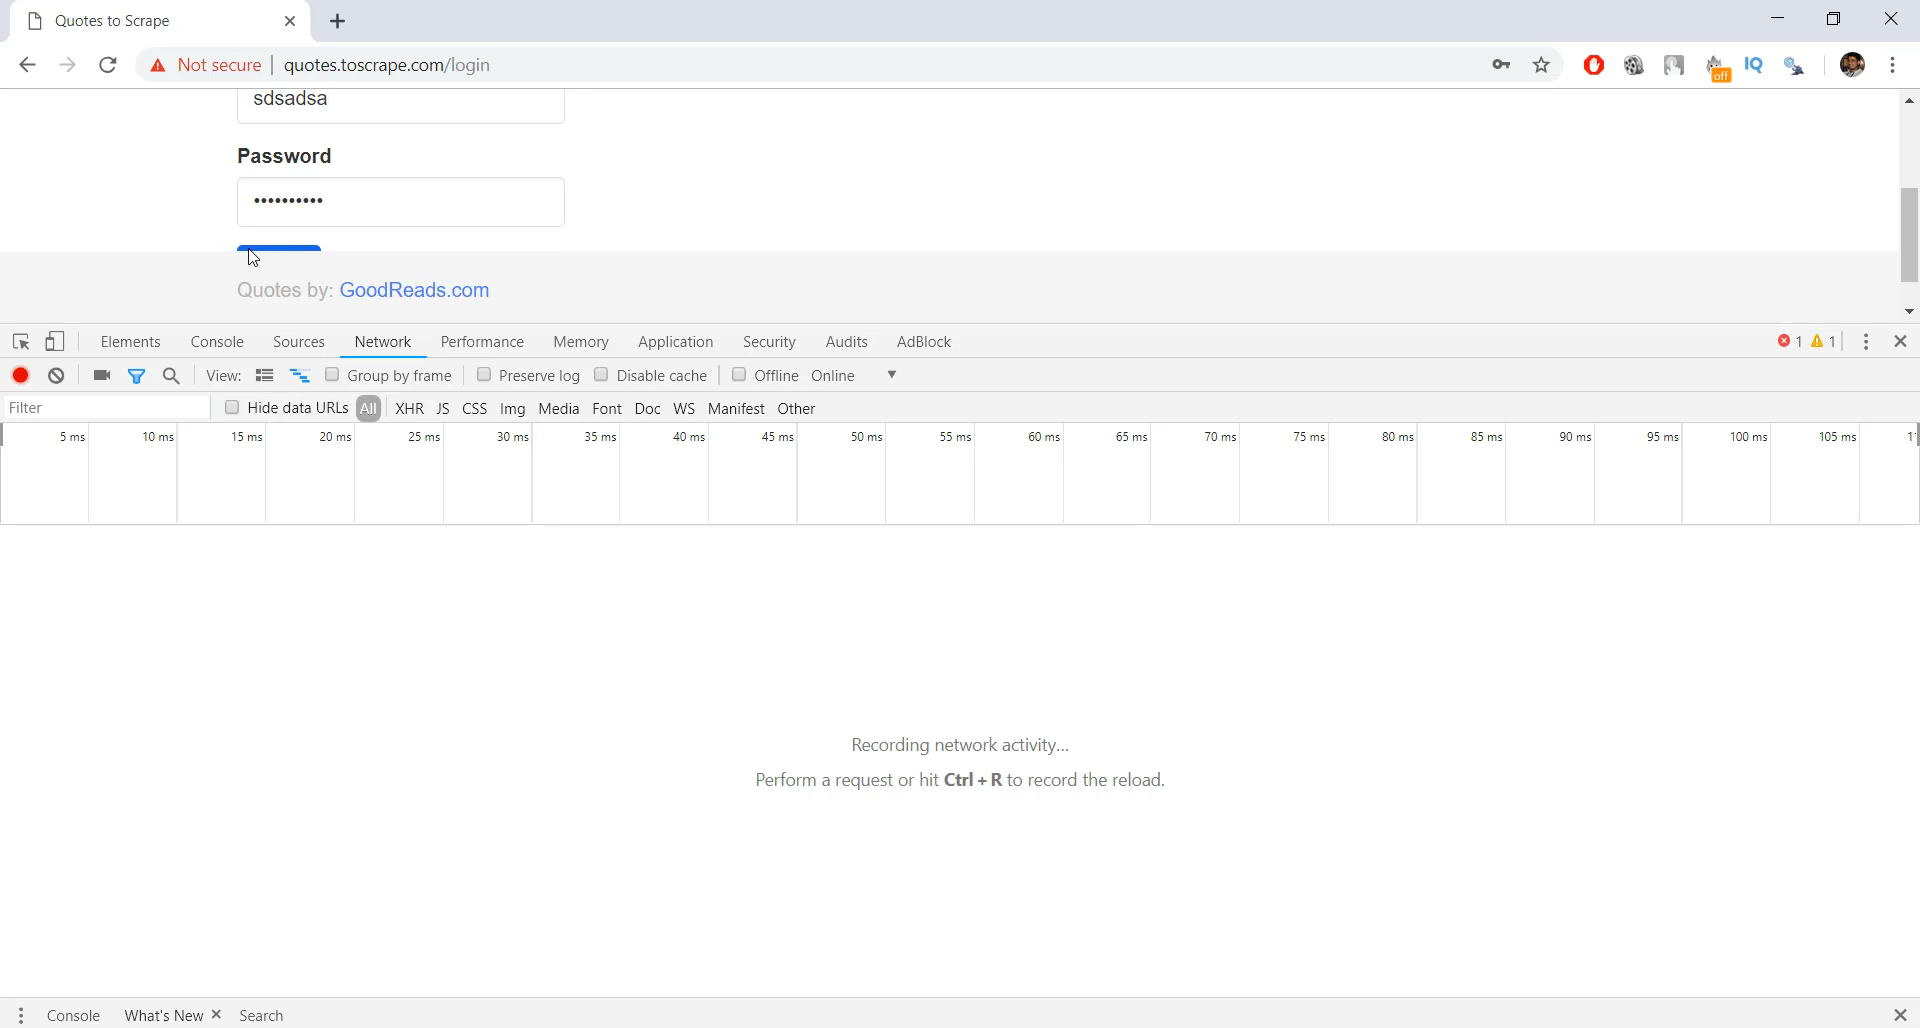 Quotes to Scrape
Not secure | quotes.toscrape.com/login
off
IQ
sdsadsa
Password
••••••••••
Quotes by: GoodReads.com
Elements Console Sources Network Performance Memory Application Security Audits AdBlock 1 1
View: Group by frame Preserve log Disable cache Offline Online
Filter Hide data URLs All XHR JS CSS Img Media Font Doc WS Manifest Other
5 ms 10 ms 15 ms 20 ms 25 ms 30 ms 35 ms 40 ms 45 ms 50 ms 55 ms 60 ms 65 ms 70 ms 75 ms 80 ms 85 ms 90 ms 95 ms 100 ms 105 ms
Recording network activity...
Perform a request or hit Ctrl + R to record the reload.
Console What's New Search